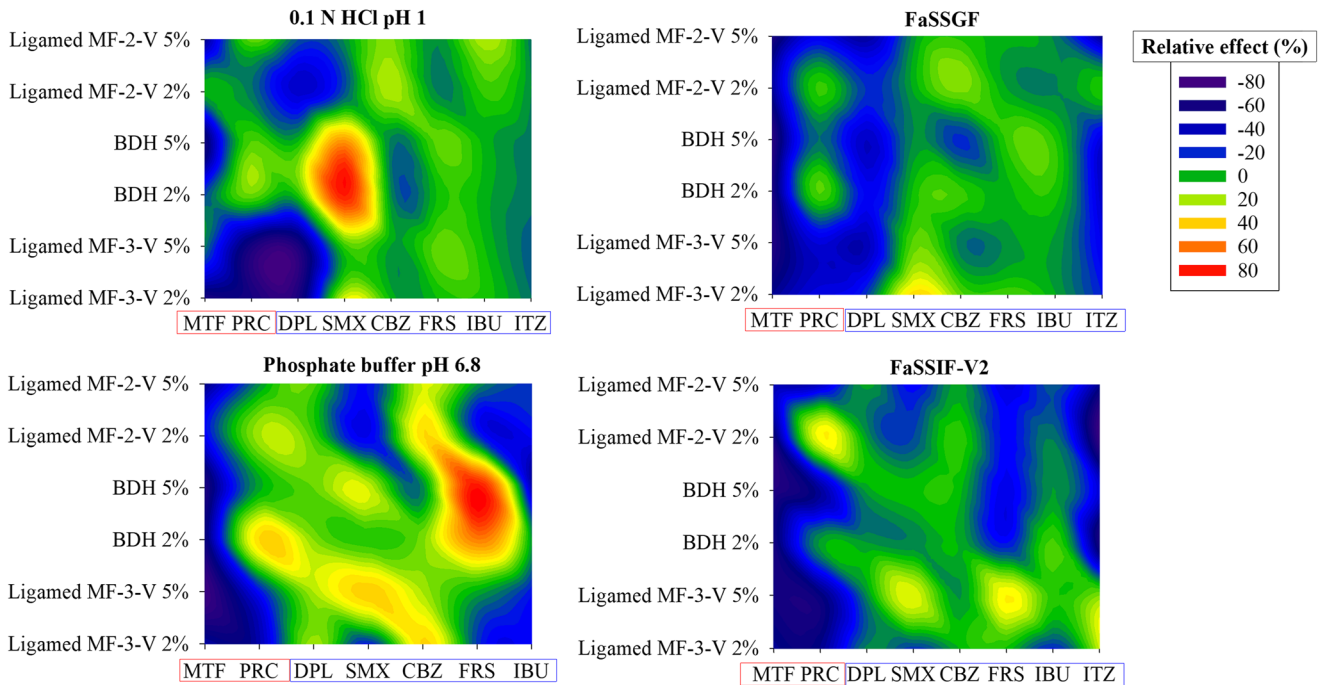 0.1 N HCl pH 1
Ligamed MF-2-V 5%
Ligamed MF-2-V 2%
BDH 5%
BDH 2%
Ligamed MF-3-V 5%
Ligamed MF-3-V 2%
MTF PRC DPL SMX CBZ FRS IBU ITZ
FaSSGF
Ligamed MF-2-V 5%
Ligamed MF-2-V 2%
BDH 5%
BDH 2%
Ligamed MF-3-V 5%
Ligamed MF-3-V 2%
MTF PRC DPL SMX CBZ FRS IBU ITZ
Relative effect (%)
-80
-60
-40
-20
0
20
40
60
80
Phosphate buffer pH 6.8
Ligamed MF-2-V 5%
Ligamed MF-2-V 2%
BDH 5%
BDH 2%
Ligamed MF-3-V 5%
Ligamed MF-3-V 2%
MTF PRC DPL SMX CBZ FRS IBU
FaSSIF-V2
Ligamed MF-2-V 5%
Ligamed MF-2-V 2%
BDH 5%
BDH 2%
Ligamed MF-3-V 5%
Ligamed MF-3-V 2%
MTF PRC DPL SMX CBZ FRS IBU ITZ